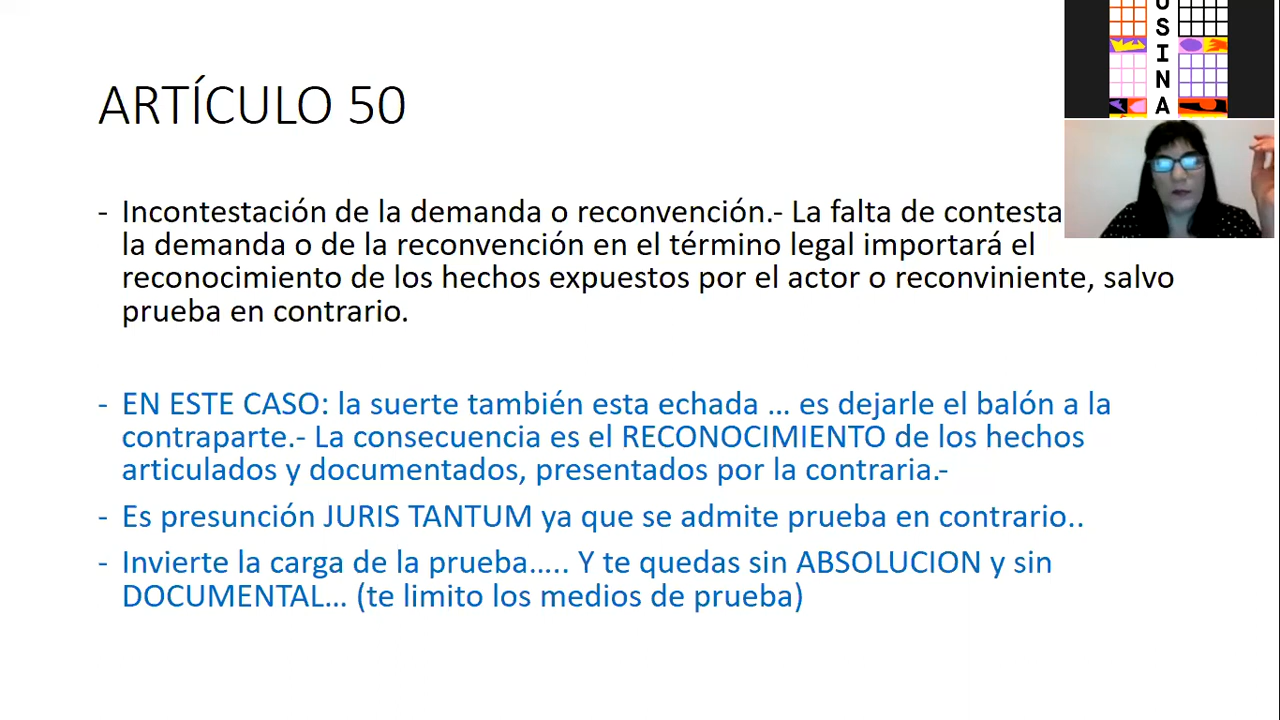 ARTÍCULO 50
- Incontestación de la demanda o reconvención.- La falta de contesta
la demanda o de la reconvención en el término legal importará el
reconocimiento de los hechos expuestos por el actor o reconviniente, salvo
prueba en contrario.
- EN ESTE CASO: la suerte también esta echada ... es dejarle el balón a la
contraparte.- La consecuencia es el RECONOCIMIENTO de los hechos
articulados y documentados, presentados por la contraria.-
- Es presunción JURIS TANTUM ya que se admite prueba en contrario..
- Invierte la carga de la prueba..... Y te quedas sin ABSOLUCION y sin
DOCUMENTAL... (te limito los medios de prueba)
USINA